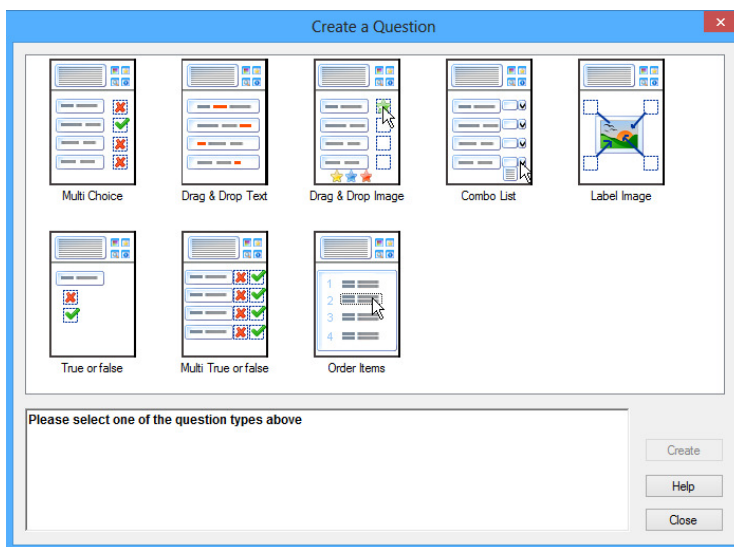 Create a Question
Multi Choice
Drag & Drop Text
Drag & Drop Image
Combo List
Label Image
1
2
3
4
True or false
Multi True or false
Order Items
Please select one of the question types above
Create
Help
Close